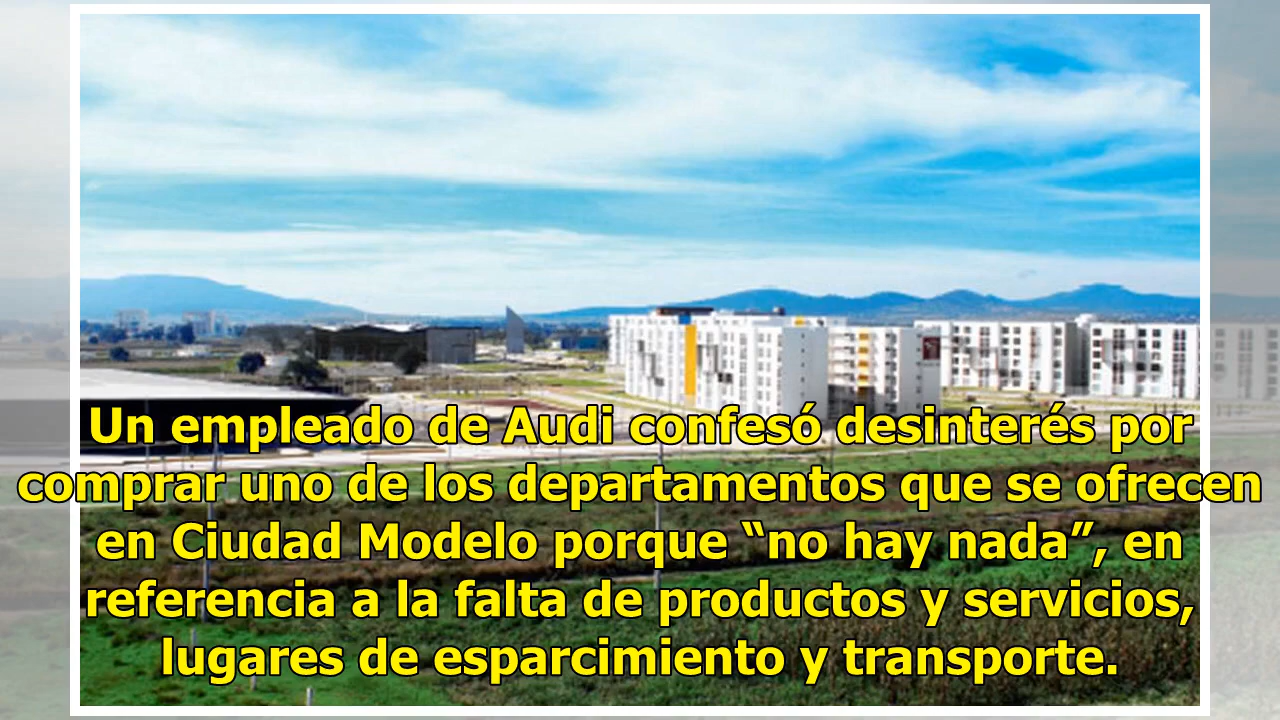 Un empleado de Audi confesó desinterés por
comprar uno de los departamentos que se ofrecen
en Ciudad Modelo porque “no hay nada”, en
referencia a la falta de productos y servicios,
lugares de esparcimiento y transporte.